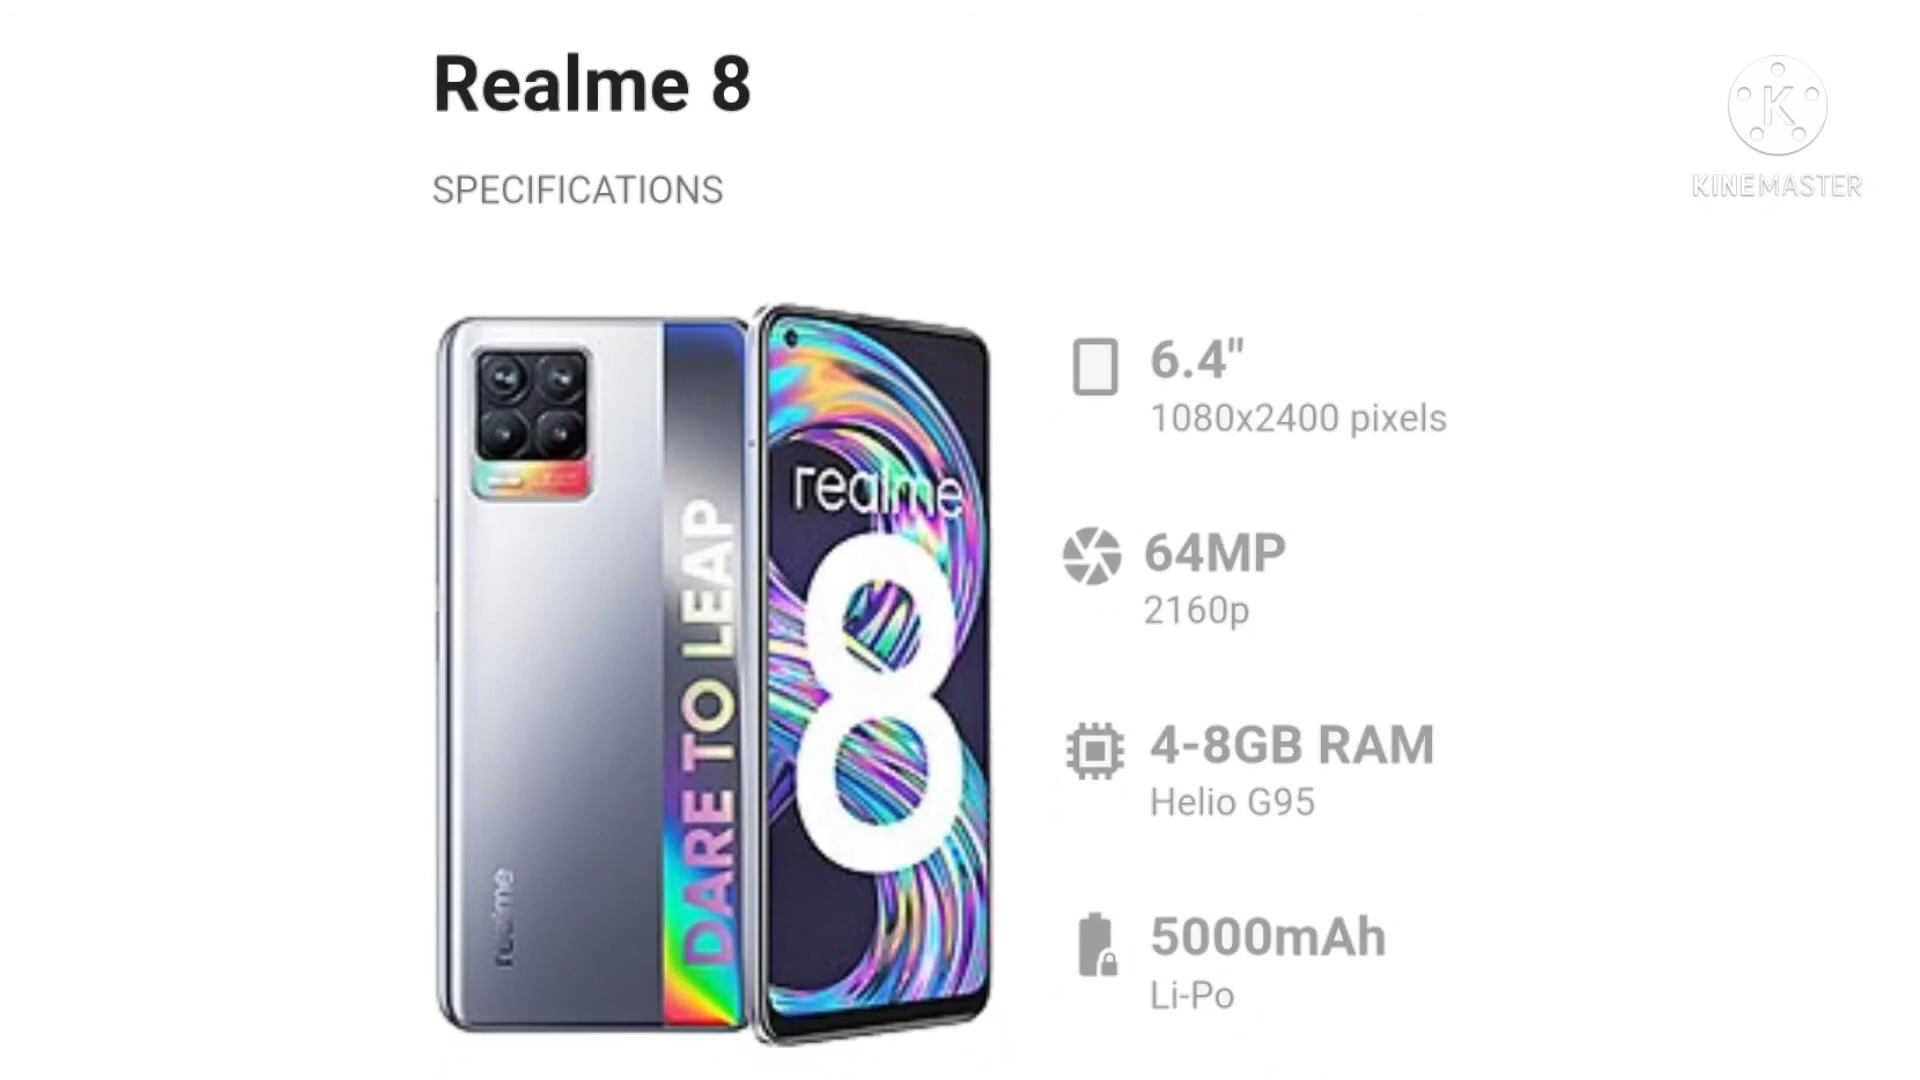 Realme 8
SPECIFICATIONS
K
KINEMASTER
realme
8
DARE TO LEAP
realme
6.4"
1080x2400 pixels
64MP
2160p
4-8GB RAM
Helio G95
5000mAh
Li-Po